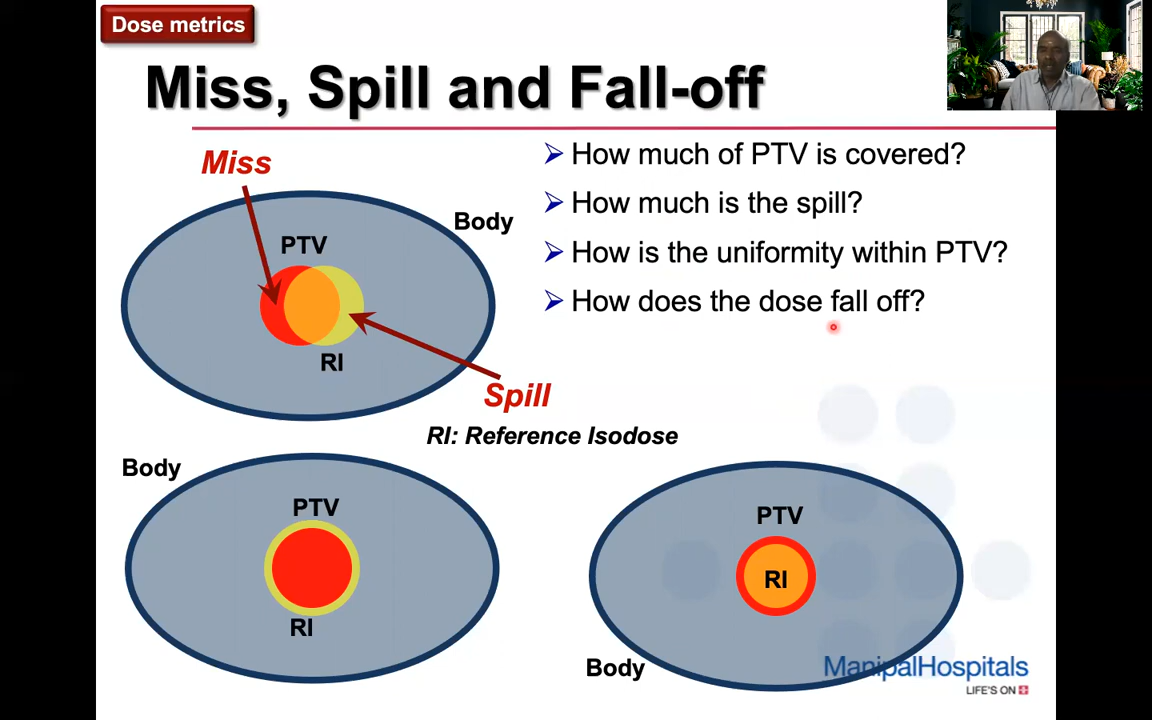 Dose metrics
Miss, Spill and Fall-off
Miss
Body
PTV
RI
Spill
RI: Reference Isodose
➢ How much of PTV is covered?
➢ How much is the spill?
➢ How is the uniformity within PTV?
➢ How does the dose fall off?
Body
PTV
RI
PTV
RI
Body
ManipalHospitals
LIFE'S ON